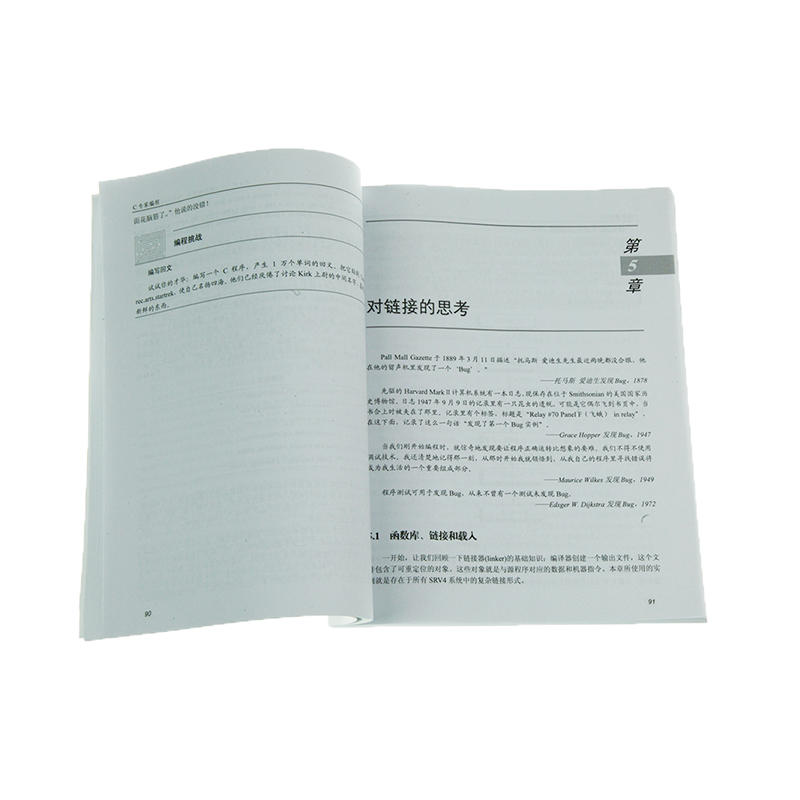 C专家编程
面花脑筋了。”他说的没错！
编程挑战
编写回文
试试你的才华：编写一个 C 程序，产生 1 万个单词的回文。把它
rec.arts.startrek，使自己名扬四海。他们已经厌倦了讨论 Kirk 上尉的中间名字，
新鲜的东西。
90
第
5
章
对链接的思考
Pall Mall Gazette 于 1889 年 3 月 11 日描述“托马斯 爱迪生先生最近两晚都没合眼，他
在他的留声机里发现了一个‘Bug’。”
——托马斯 爱迪生发现 Bug，1878
先驱的 Harvard Mark II 计算机系统有一本日志，现保存在位于 Smithsonian 的美国国家历
史博物馆。日志 1947 年 9 月 9 日的记录里有一只昆虫的遗骸，可能是它偶尔飞到书页中，当
书合上时被夹在了那里。记录里有个标签，标题是“Relay #70 Panel F（飞蛾） in relay”，
在这下面，记录了这么一句话“发现了第一个 Bug 实例”。
——Grace Hopper 发现 Bug，1947
当我们刚开始编程时，就惊奇地发现要让程序正确运转比想象的要难。我们不得不使用
调试技术。我还清楚地记得那一刻，从那时开始我就领悟到，从我自己的程序里寻找错误将
成为我生活的一个重要组成部分。
——Maurice Wilkes 发现 Bug，1949
程序测试可用于发现 Bug，从来不曾有一个测试未发现 Bug。
——Edsger W. Dijkstra 发现 Bug，1972
5.1 函数库、链接和载入
一开始，让我们回顾一下链接器(linker)的基础知识：编译器创建一个输出文件，这个文
件包含了可重定位的对象。这些对象就是与源程序对应的数据和机器指令。本章所使用的实
例就是存在于所有 SRV4 系统中的复杂链接形式。
91